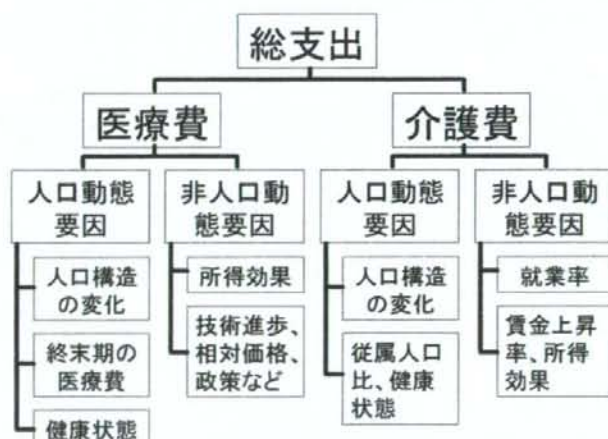 総支出
医療費
介護費
人口動態
要因
非人口動
態要因
人口動態
要因
非人口動
態要因
人口構造
の変化
所得効果
人口構造
の変化
就業率
終末期の
医療費
技術進歩、
相対価格、
政策など
従属人口
比、健康
状態
賃金上昇
率、所得
効果
健康状態